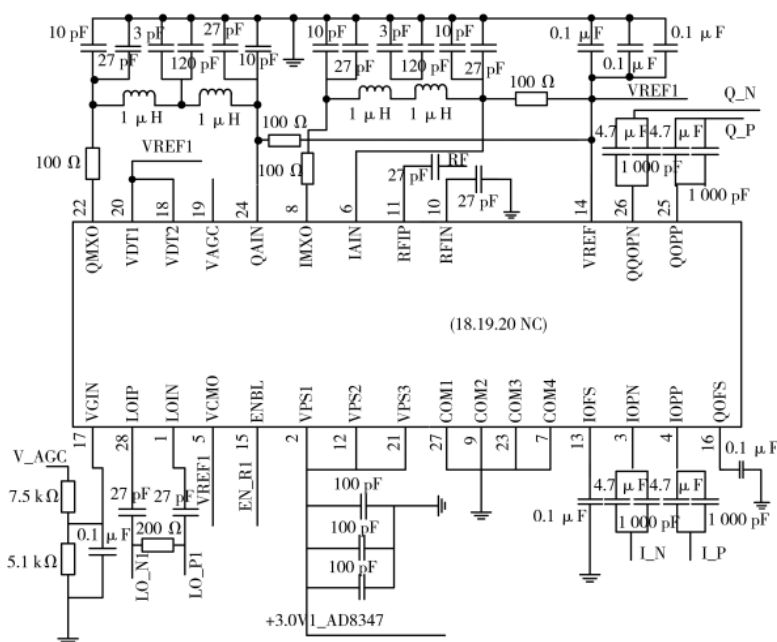 10 pF
3 pF
27 pF
10 pF
3 pF
10 pF
0.1 μF
0.1 μF
27 pF
120 pF
10 pF
27 pF
120 pF
27 pF
0.1 μF
1 μH
1 μH
1 μH
1 μH
100 Ω
VREF1
Q_N
Q_P
100 Ω
VREF1
100 Ω
100 Ω
27 pF
RF
27 pF
4.7 μF
4.7 μF
1 000 pF
1 000 pF
22
20
18
19
24
8
6
11
10
14
26
25
QMXO
VDT1
VDT2
VAGC
QAIN
IMXO
IAIN
RFIP
RFIN
VREF
QQOPN
QOPP
(18.19.20 NC)
VGIN
LOIP
LOIN
VCMO
ENBL
VPS1
VPS2
VPS3
COM1
COM2
COM3
COM4
IOFS
IOPN
IOPP
QOFS
17
28
1
5
15
2
12
21
27
9
23
7
13
3
4
16
V_AGC
7.5 kΩ
5.1 kΩ
0.1 μF
27 pF
27 pF
200 Ω
LO_N1
LO_P1
VREF1
EN_R1
100 pF
100 pF
100 pF
+3.0V1_AD8347
0.1 μF
4.7 μF
4.7 μF
1 000 pF
1 000 pF
0.1 μF
I_N
I_P